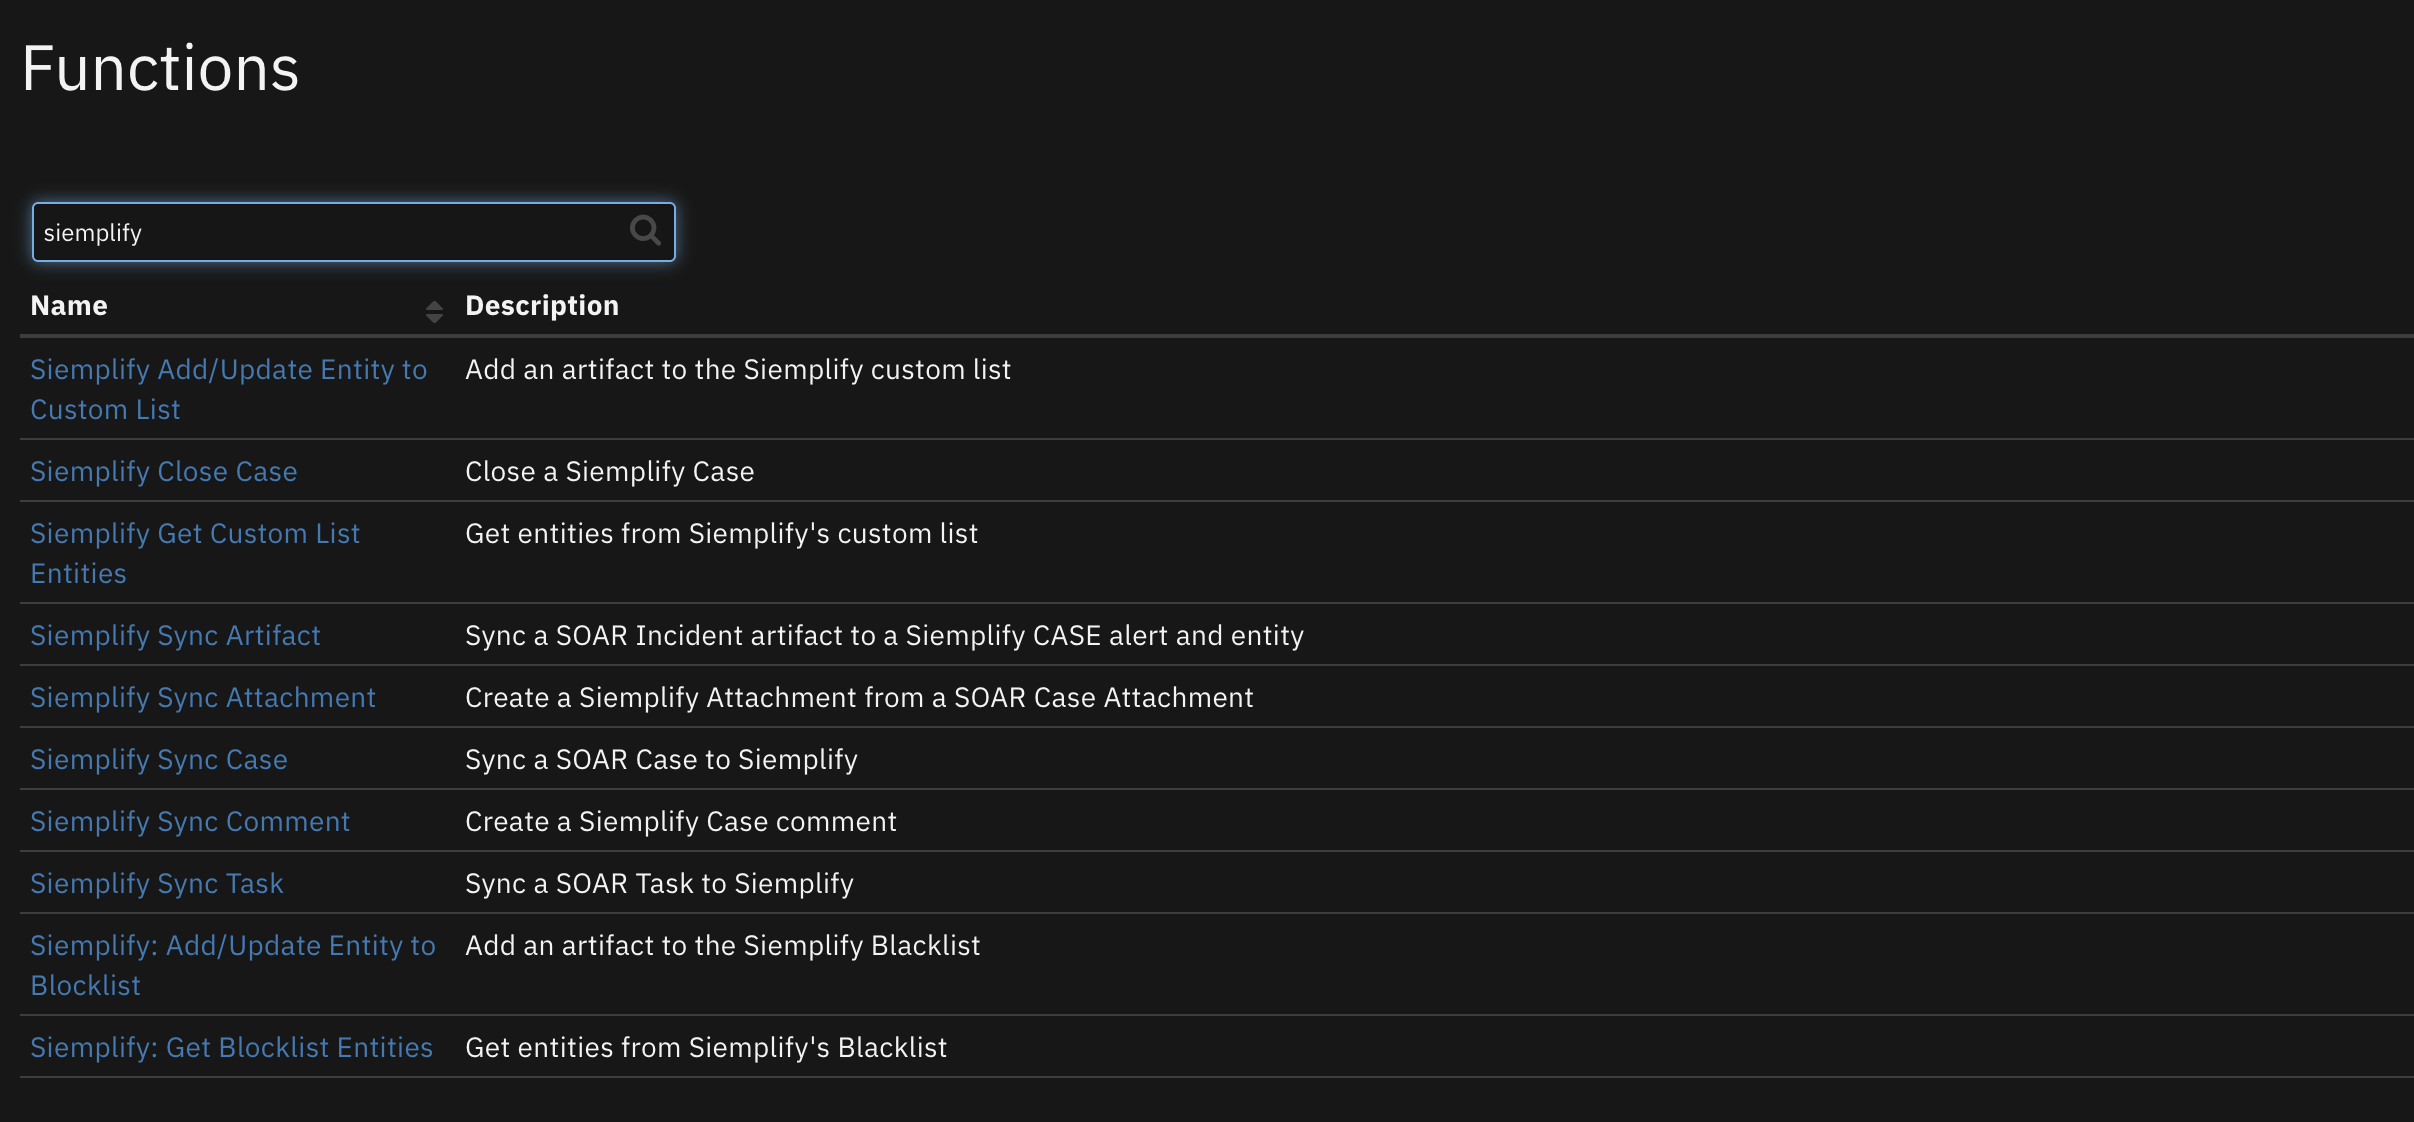 Functions
siemplify
Name Description
Siemplify Add/Update Entity to Add an artifact to the Siemplify custom list
Custom List
Siemplify Close Case Close a Siemplify Case
Siemplify Get Custom List Get entities from Siemplify's custom list
Entities
Siemplify Sync Artifact Sync a SOAR Incident artifact to a Siemplify CASE alert and entity
Siemplify Sync Attachment Create a Siemplify Attachment from a SOAR Case Attachment
Siemplify Sync Case Sync a SOAR Case to Siemplify
Siemplify Sync Comment Create a Siemplify Case comment
Siemplify Sync Task Sync a SOAR Task to Siemplify
Siemplify: Add/Update Entity to Add an artifact to the Siemplify Blacklist
Blocklist
Siemplify: Get Blocklist Entities Get entities from Siemplify's Blacklist